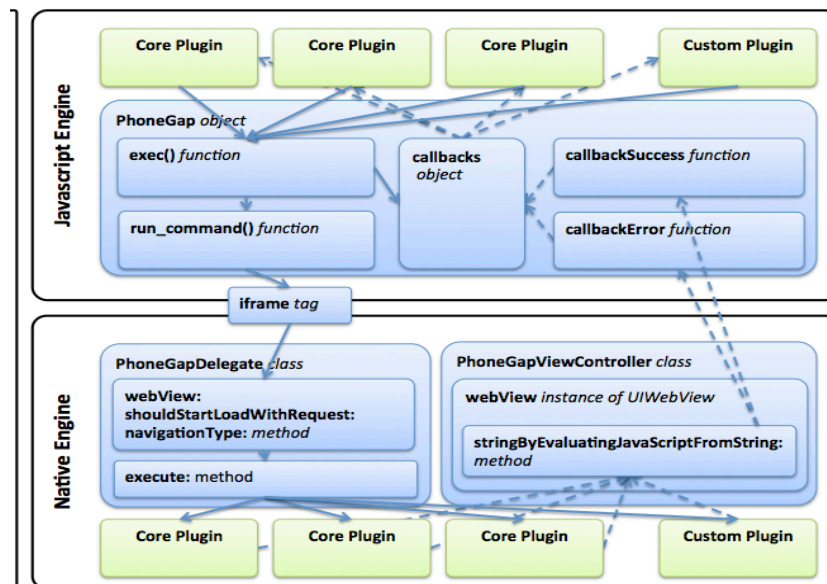 Javascript Engine
Core Plugin
Core Plugin
Core Plugin
Custom Plugin
PhoneGap object
exec() function
callbacks
object
callbackSuccess function
run_command() function
callbackError function
iframe tag
Native Engine
PhoneGapDelegate class
webView:
shouldStartLoadWithRequest:
navigationType: method
execute: method
PhoneGapViewController class
webView instance of UIWebView
stringByEvaluatingJavaScriptFromString:
method
Core Plugin
Core Plugin
Core Plugin
Custom Plugin